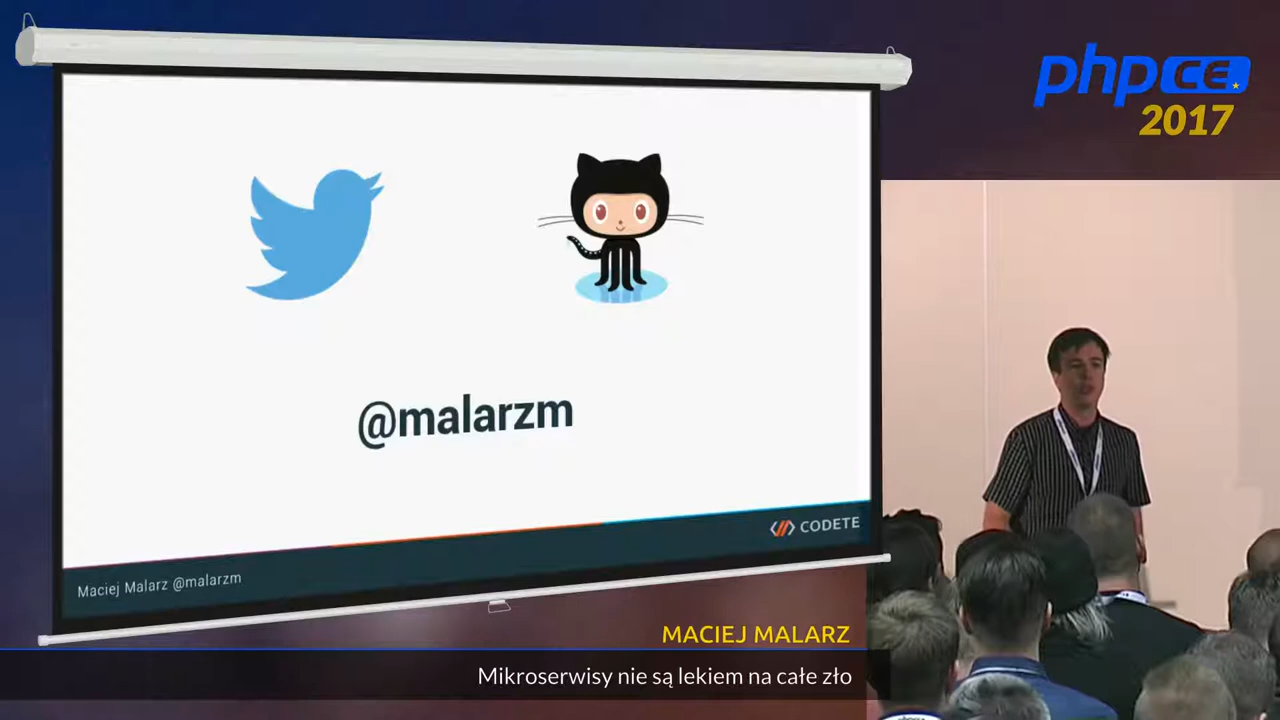 phpCE
2017
@malarzm
CODETE
Maciej Malarz @malarzm
MACIEJ MALARZ
Mikroserwisy nie są lekiem na całe zło